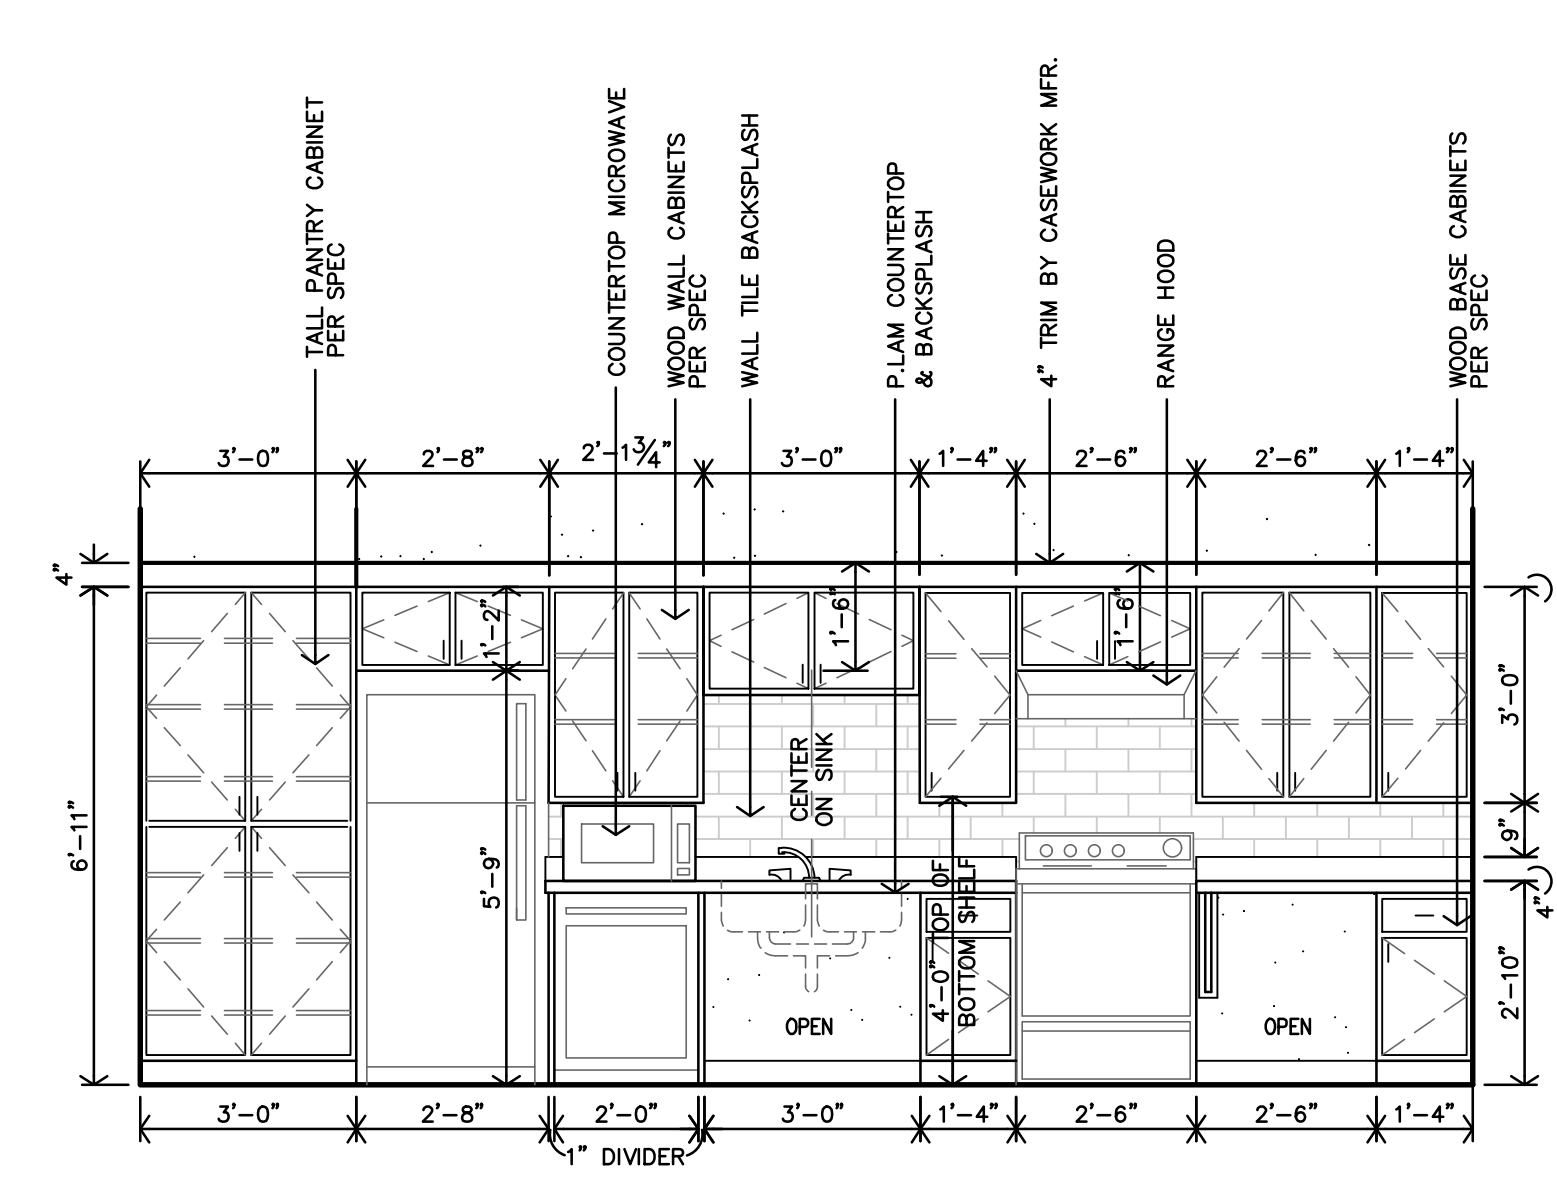 TALL PANTRY CABINET
PER SPEC
COUNTERTOP MICROWAVE
WOOD WALL CABINETS
PER SPEC
WALL TILE BACKSPLASH
P.LAM COUNTERTOP
& BACKSPLASH
4" TRIM BY CASEWORK MFR.
RANGE HOOD
WOOD BASE CABINETS
PER SPEC
3'-0"
2'-8"
2'-1 3/4"
3'-0"
1'-4"
2'-6"
2'-6"
1'-4"
4"
6'-11"
1'-2"
5'-9"
1'-6"
1'-6"
CENTER
ON SINK
4'-0" TOP OF
BOTTOM SHELF
OPEN
OPEN
3'-0"
9"
4"
2'-10"
3'-0"
2'-8"
2'-0"
3'-0"
1'-4"
2'-6"
2'-6"
1'-4"
1" DIVIDER